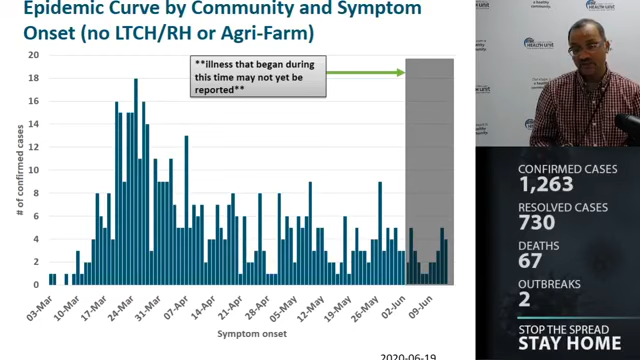 Epidemic Curve by Community and Symptom
Onset (no LTCH/RH or Agri-Farm)
20
18
16
14
12
10
8
6
4
2
0
# of confirmed cases
**illness that began during
this time may not yet be
reported**
03-Mar
10-Mar
17-Mar
24-Mar
31-Mar
07-Apr
14-Apr
21-Apr
28-Apr
05-May
12-May
19-May
26-May
02-Jun
09-Jun
Symptom onset
2020-06-19
CONFIRMED CASES
1,263
RESOLVED CASES
730
DEATHS
67
OUTBREAKS
2
STOP THE SPREAD
STAY HOME